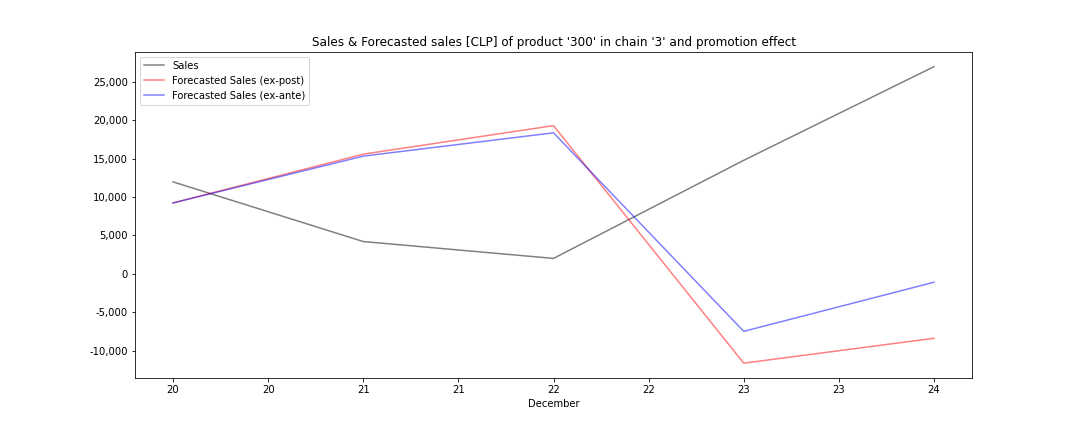 Sales & Forecasted sales [CLP] of product '300' in chain '3' and promotion effect
Sales
Forecasted Sales (ex-post)
Forecasted Sales (ex-ante)
25,000
20,000
15,000
10,000
5,000
0
-5,000
-10,000
20 20 21 21 22 22 23 23 24
December